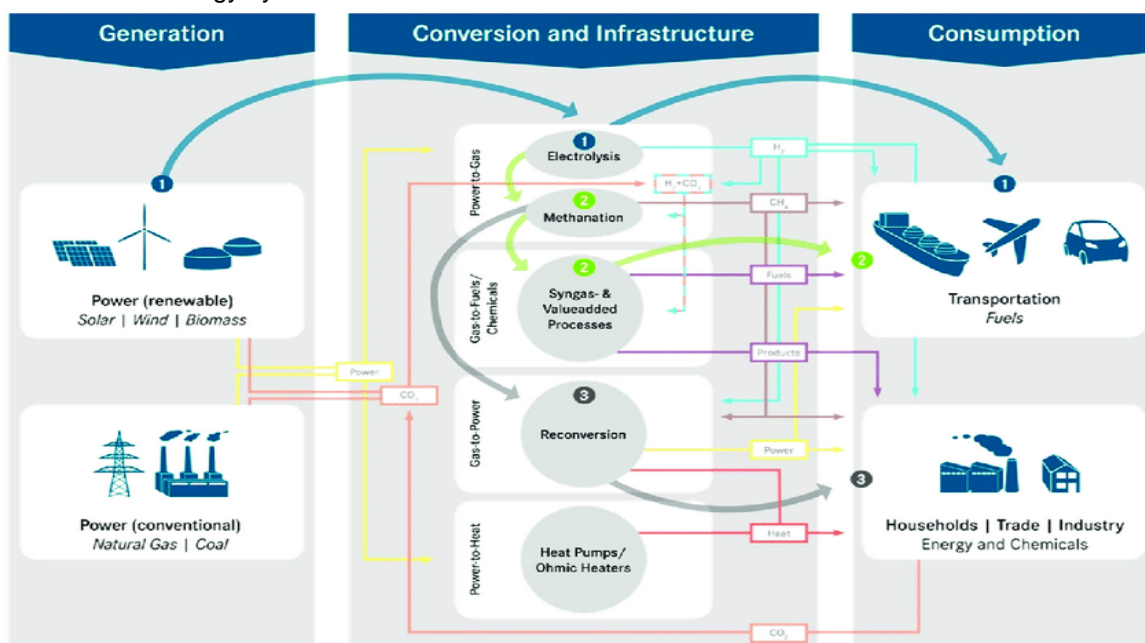 Generation
Conversion and Infrastructure
Consumption
1
Power (renewable)
Solar | Wind | Biomass
Power (conventional)
Natural Gas | Coal
Power
CO2
Power-to-Gas
1
Electrolysis
H2+CO2
2
Methanation
Gas-to-Fuels/
Chemicals
2
Syngas- &
Valueadded
Processes
Gas-to-Power
3
Reconversion
Power-to-Heat
Heat Pumps/
Ohmic Heaters
H2
CH4
Fuels
Products
Power
Heat
CO2
1
2
Transportation
Fuels
3
Households | Trade | Industry
Energy and Chemicals